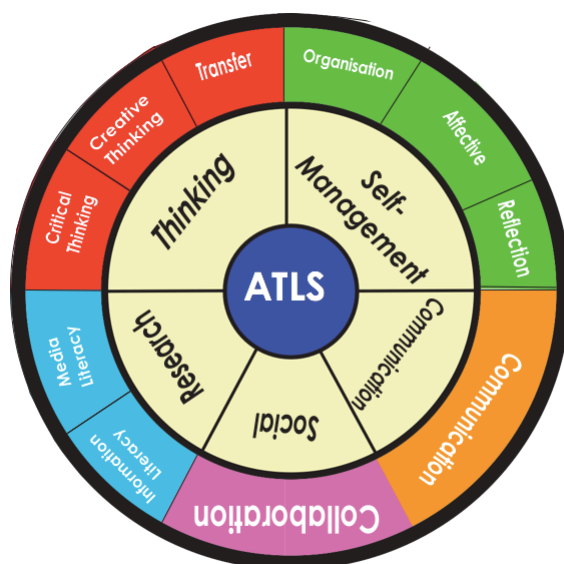 ATLS
Thinking
Self-
Management
Communication
Social
Research
Transfer
Organisation
Affective
Reflection
Communication
Collaboration
Information
Literacy
Media
Literacy
Critical
Thinking
Creative
Thinking